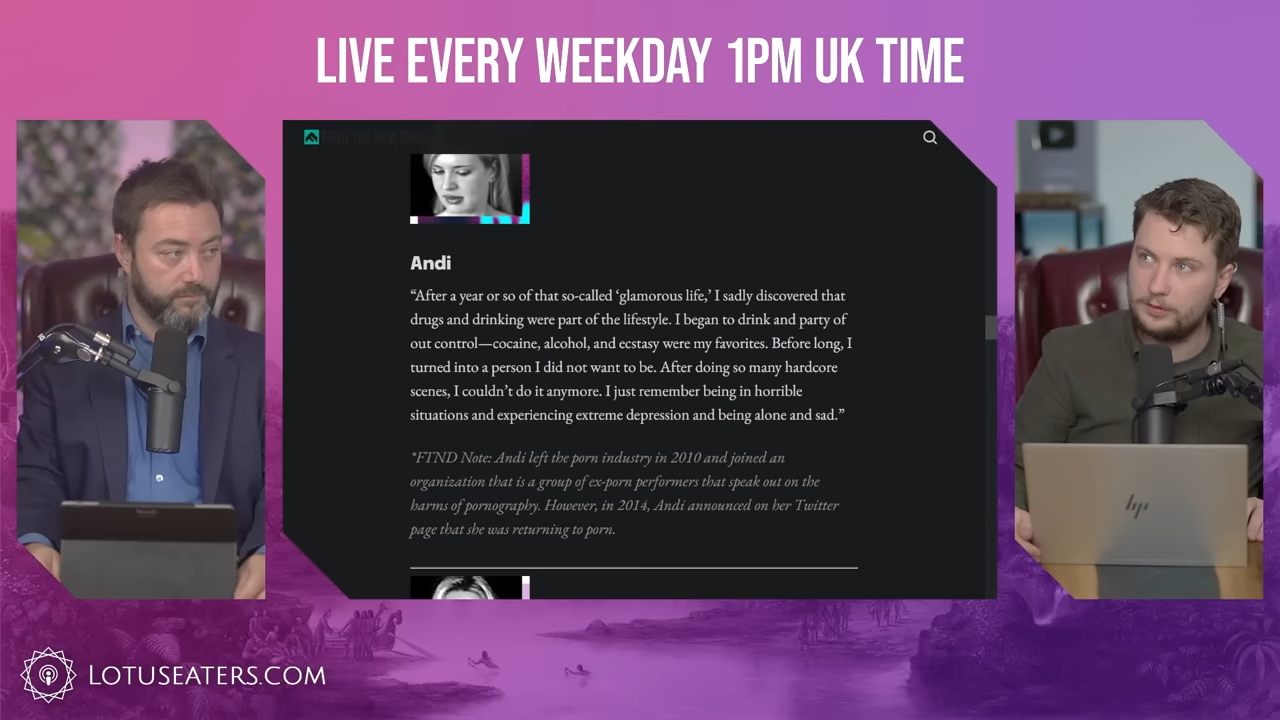 LIVE EVERY WEEKDAY 1PM UK TIME
Andi
“After a year or so of that so-called ‘glamorous life,’ I sadly discovered that
drugs and drinking were part of the lifestyle. I began to drink and party of
out control—cocaine, alcohol, and ecstasy were my favorites. Before long, I
turned into a person I did not want to be. After doing so many hardcore
scenes, I couldn’t do it anymore. I just remember being in horrible
situations and experiencing extreme depression and being alone and sad.”
*FTND Note: Andi left the porn industry in 2010 and joined an
organization that is a group of ex-porn performers that speak out on the
harms of pornography. However, in 2014, Andi announced on her Twitter
page that she was returning to porn.
hp
LOTUSEATERS.COM